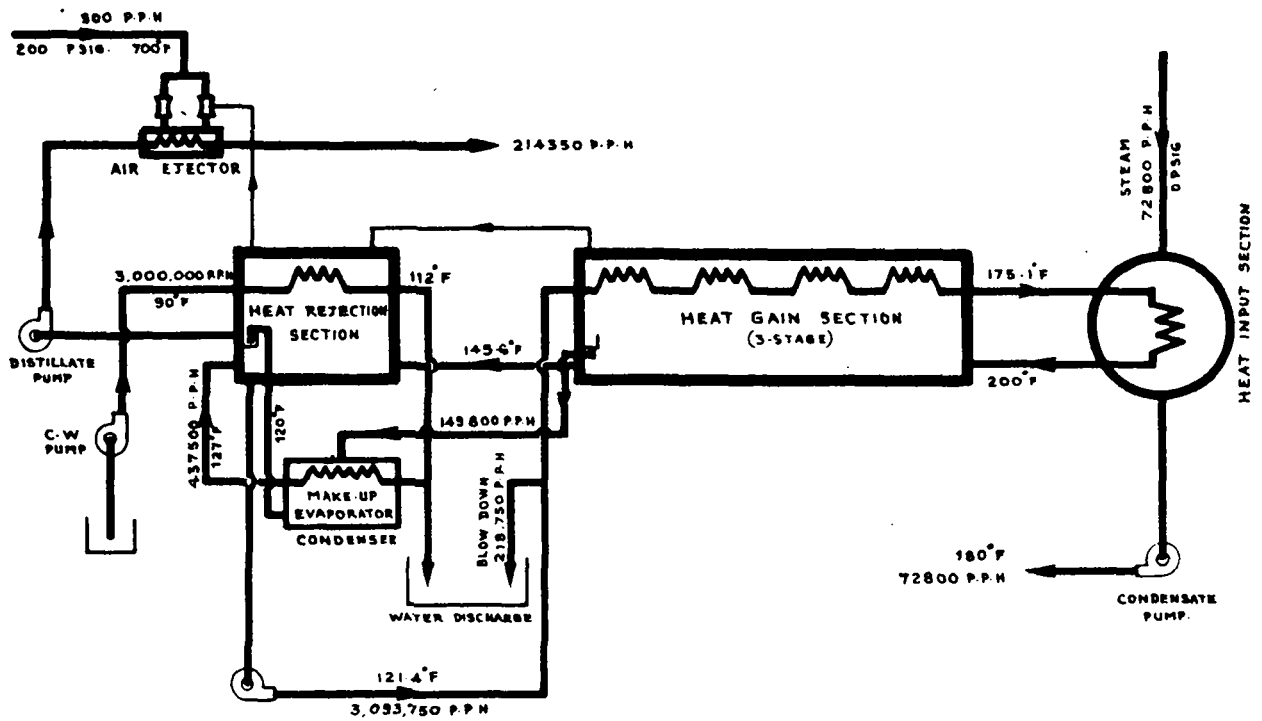 300 P.P.H
200 PSIG. 700°F
AIR EJECTOR
214350 P.P.H
STEAM
72800 P.P.H
0 PSIG
HEAT INPUT SECTION
3,000,000 P.P.H
90°F
112°F
HEAT REJECTION
SECTION
175.1°F
HEAT GAIN SECTION
(3-STAGE)
145.6°F
200°F
DISTILLATE
PUMP
C.W
PUMP
437500 P.P.H
127°F
120°F
149800 P.P.H
MAKE-UP
EVAPORATOR
CONDENSER
BLOW DOWN
218,750 P.P.H
WATER DISCHARGE
180°F
72800 P.P.H
CONDENSATE
PUMP.
121.4°F
3,093,750 P.P.H